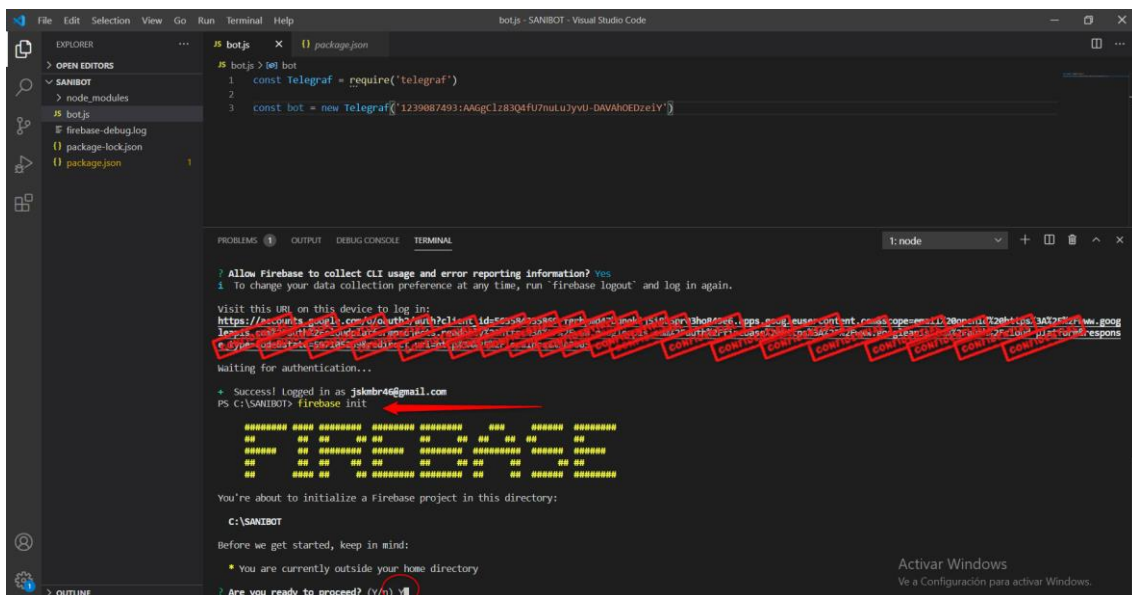 File Edit Selection View Go Run Terminal Help bot.js - SANIBOT - Visual Studio Code
EXPLORER ···
JS bot.js × {} package.json
> OPEN EDITORS
JS bot.js > bot
SANIBOT
1 const Telegraf = require('telegraf')
> node_modules
2
JS bot.js
3 const bot = new Telegraf('1239087493:AAGgClz83Q4fU7nuLuJyvU-DAVAhOEDzeiY')
firebase-debug.log
{} package-lock.json
{} package.json 1
PROBLEMS 1 OUTPUT DEBUG CONSOLE TERMINAL 1: node
? Allow Firebase to collect CLI usage and error reporting information? Yes
i To change your data collection preference at any time, run `firebase logout` and log in again.
Visit this URL on this device to log in:
Waiting for authentication...
+ Success! Logged in as jskmbr46@gmail.com
PS C:\SANIBOT> firebase init
FIREBASE
You're about to initialize a Firebase project in this directory:
C:\SANIBOT
Before we get started, keep in mind:
* You are currently outside your home directory
? Are you ready to proceed? (Y/n) Y
> OUTLINE
1
Activar Windows
Ve a Configuración para activar Windows.